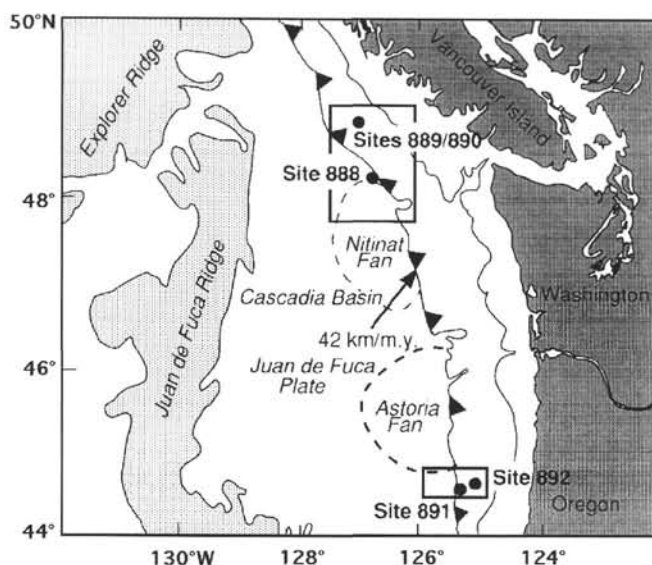 50°N
Explorer Ridge
Vancouver Island
Sites 889/890
Site 888
48°
Nitinat
Fan
Juan de Fuca Ridge
Cascadia Basin
Washington
42 km/m.y.
46°
Juan de Fuca
Plate
Astoria
Fan
Site 892
Site 891
Oregon
44°
130°W
128°
126°
124°